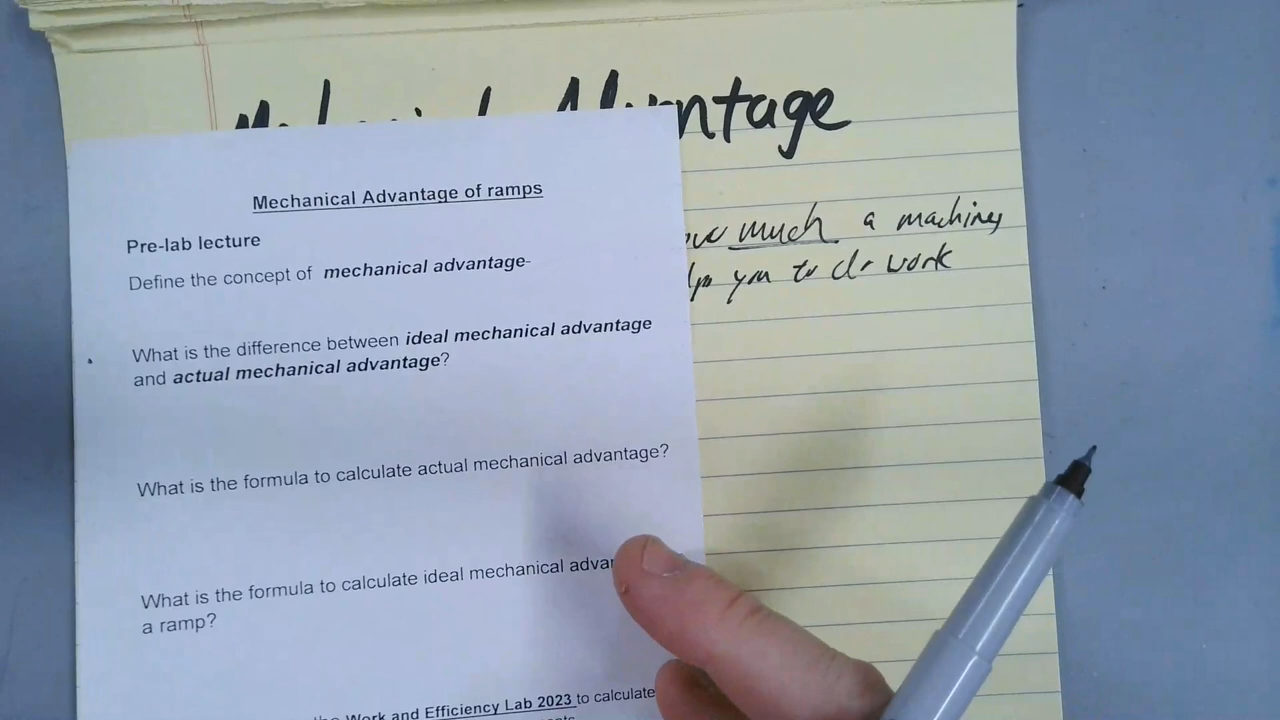 Advantage
Mechanical Advantage of ramps
much a machine
Pre-lab lecture
you to do work
Define the concept of mechanical advantage-
What is the difference between ideal mechanical advantage
and actual mechanical advantage?
What is the formula to calculate actual mechanical advantage?
What is the formula to calculate ideal mechanical
a ramp?
Work and Efficiency Lab 2023 to calculate